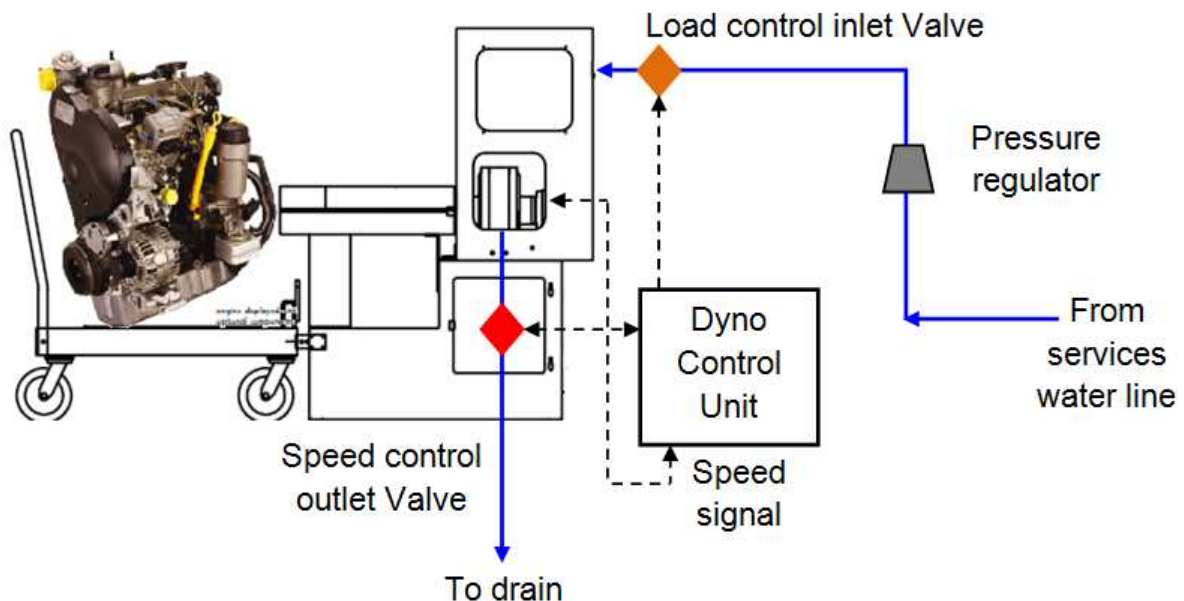 Load control inlet Valve
Pressure
regulator
From
services
water line
Dyno
Control
Unit
Speed control
outlet Valve
Speed
signal
To drain